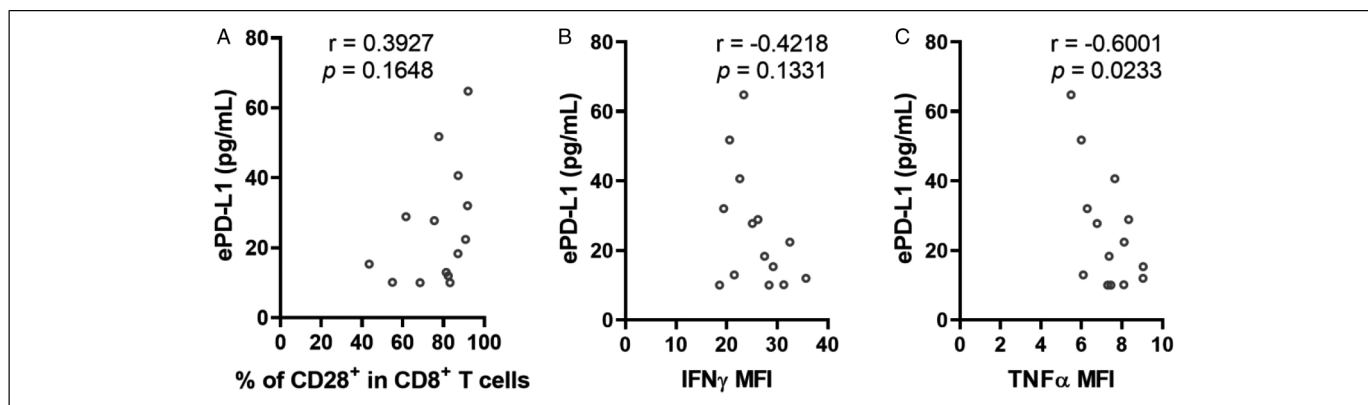 A
r = 0.3927
p = 0.1648
80
60
40
20
0
ePD-L1 (pg/mL)
0 20 40 60 80 100
% of CD28⁺ in CD8⁺ T cells
B
r = -0.4218
p = 0.1331
80
60
40
20
0
ePD-L1 (pg/mL)
0 10 20 30 40
IFNγ MFI
C
r = -0.6001
p = 0.0233
80
60
40
20
0
ePD-L1 (pg/mL)
0 2 4 6 8 10
TNFα MFI